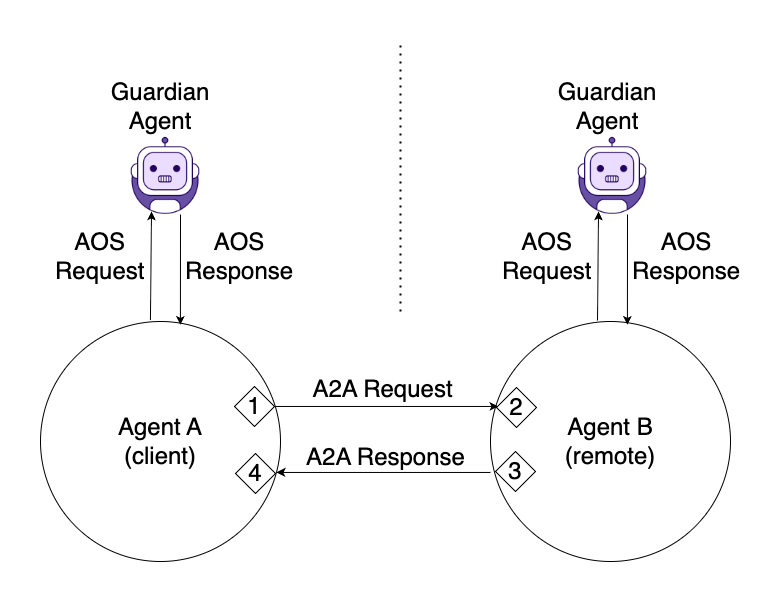 Guardian
Agent
Guardian
Agent
AOS
Request
AOS
Response
AOS
Request
AOS
Response
A2A Request
1
2
Agent A
(client)
Agent B
(remote)
A2A Response
4
3